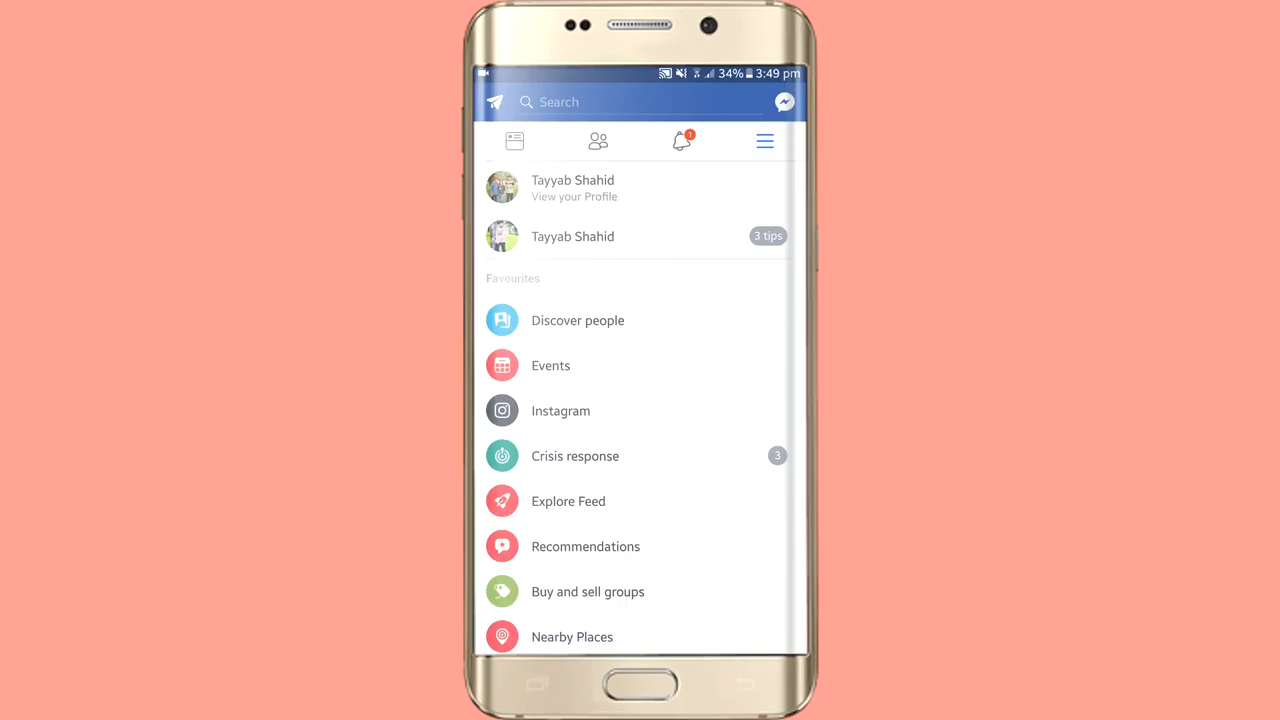 34% 3:49 pm
Search
1
Tayyab Shahid
View your Profile
Tayyab Shahid
3 tips
Favourites
Discover people
Events
Instagram
Crisis response
3
Explore Feed
Recommendations
Buy and sell groups
Nearby Places